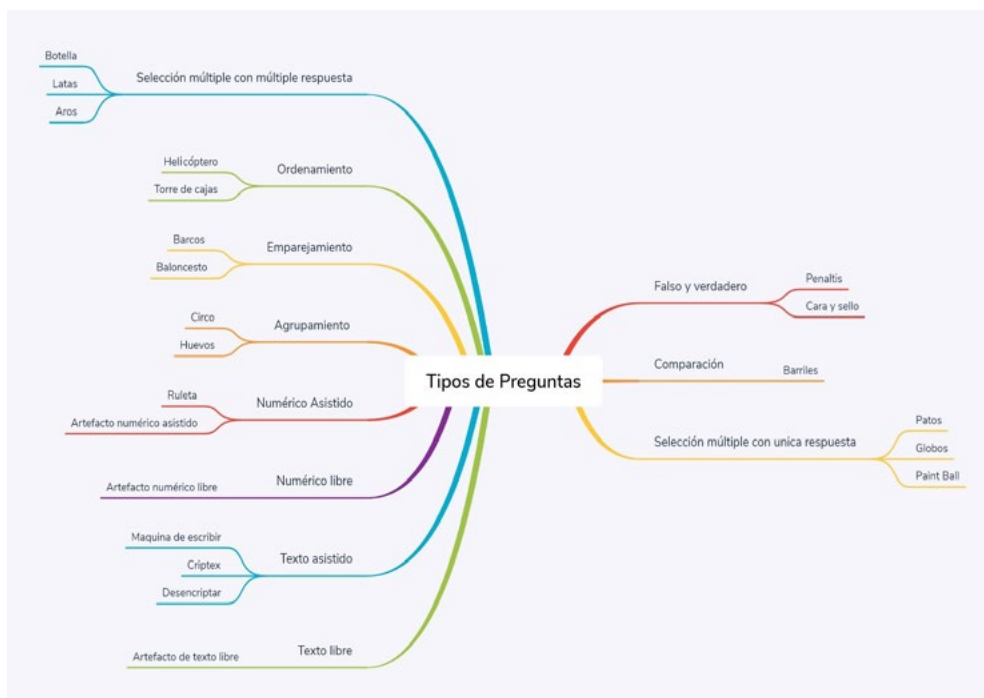 Botella
Latas
Aros
Selección múltiple con múltiple respuesta
Helicóptero
Torre de cajas
Ordenamiento
Barcos
Baloncesto
Emparejamiento
Circo
Huevos
Agrupamiento
Ruleta
Artefacto numérico asistido
Numérico Asistido
Artefacto numérico libre
Numérico libre
Maquina de escribir
Criptex
Desencriptar
Texto asistido
Artefacto de texto libre
Texto libre
Tipos de Preguntas
Falso y verdadero
Penaltis
Cara y sello
Comparación
Barriles
Selección múltiple con unica respuesta
Patos
Globos
Paint Ball